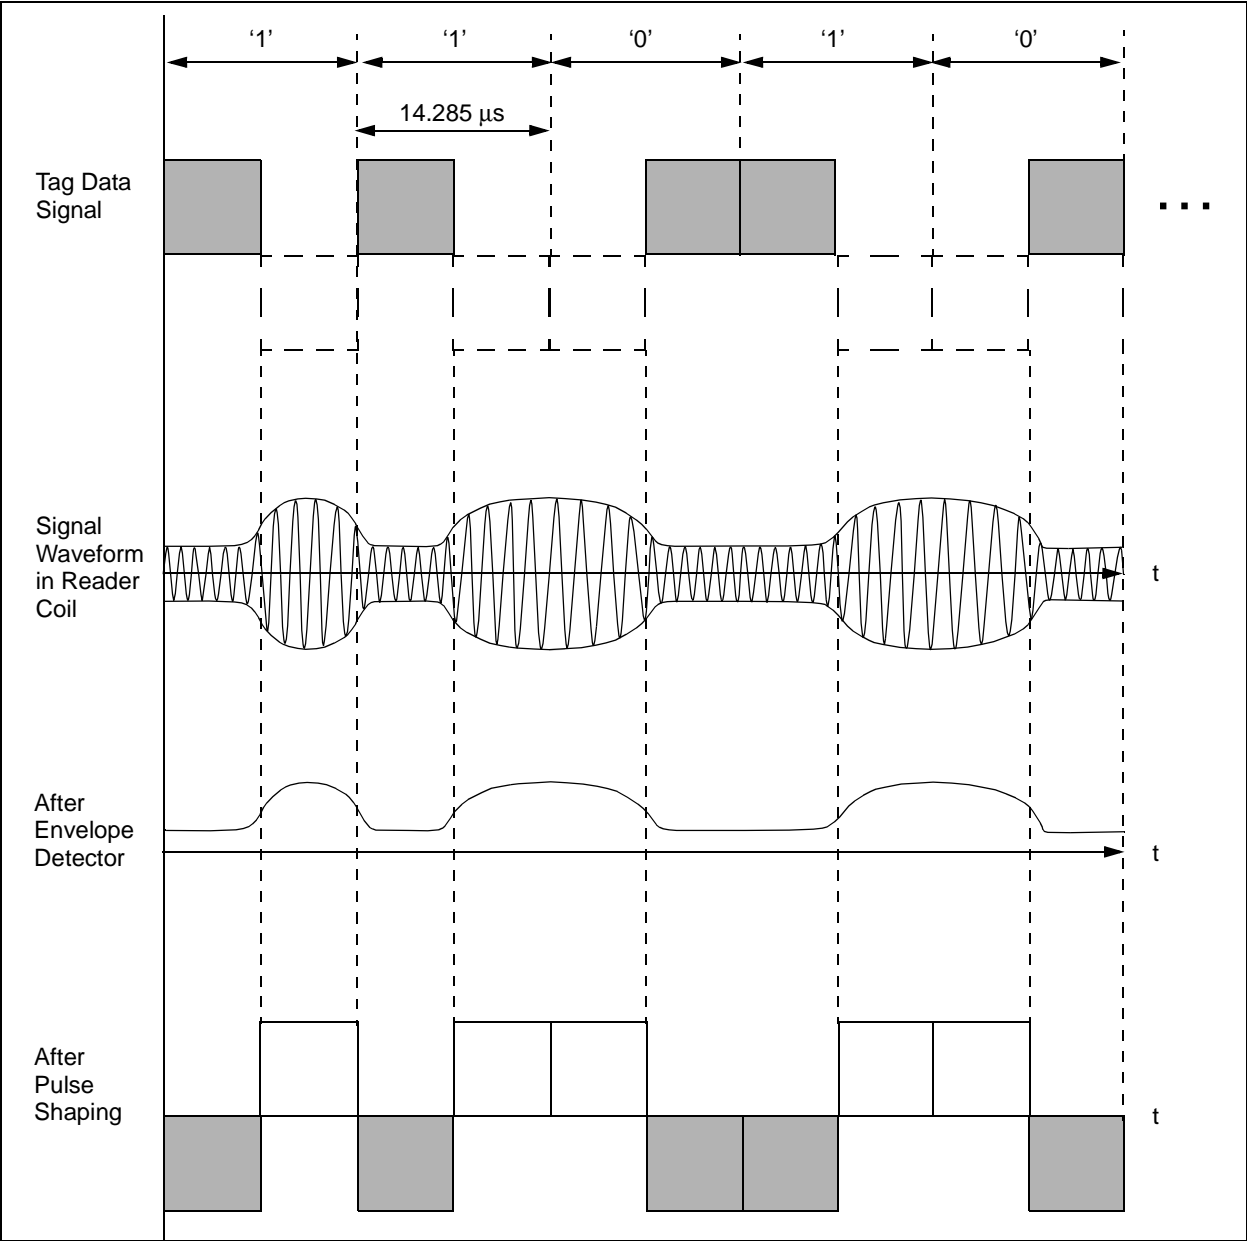 ‘1’ ‘1’ ‘0’ ‘1’ ‘0’
14.285 μs
Tag Data
Signal
...
Signal
Waveform
in Reader
Coil
t
After
Envelope
Detector
t
After
Pulse
Shaping
t